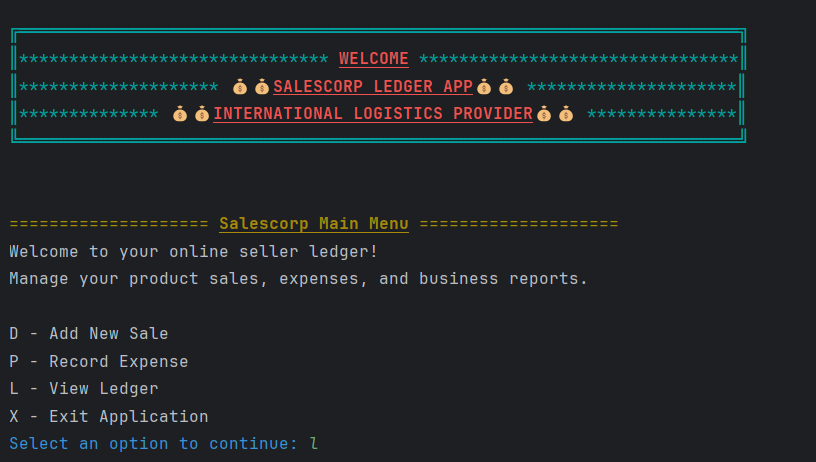 ╔════════════════════════════════════════════════════════════════════════╗
║******************************* WELCOME ********************************║
║******************** 💰💰SALESCORP LEDGER APP💰💰 *********************║
║************** 💰💰INTERNATIONAL LOGISTICS PROVIDER💰💰 ***************║
╚════════════════════════════════════════════════════════════════════════╝
==================== Salescorp Main Menu ====================
Welcome to your online seller ledger!
Manage your product sales, expenses, and business reports.
D - Add New Sale
P - Record Expense
L - View Ledger
X - Exit Application
Select an option to continue: l